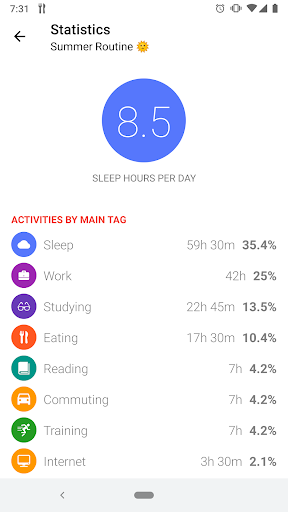 7:31
Statistics
Summer Routine 🌞
8.5
SLEEP HOURS PER DAY
ACTIVITIES BY MAIN TAG
Sleep 59h 30m 35.4%
Work 42h 25%
Studying 22h 45m 13.5%
Eating 17h 30m 10.4%
Reading 7h 4.2%
Commuting 7h 4.2%
Training 7h 4.2%
Internet 3h 30m 2.1%